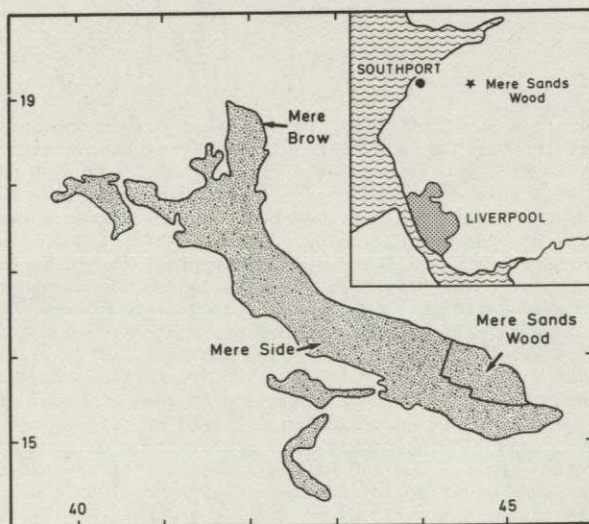 19
Mere
Brow
SOUTHPORT
Mere Sands
Wood
LIVERPOOL
Mere Side
Mere Sands
Wood
15
40
45